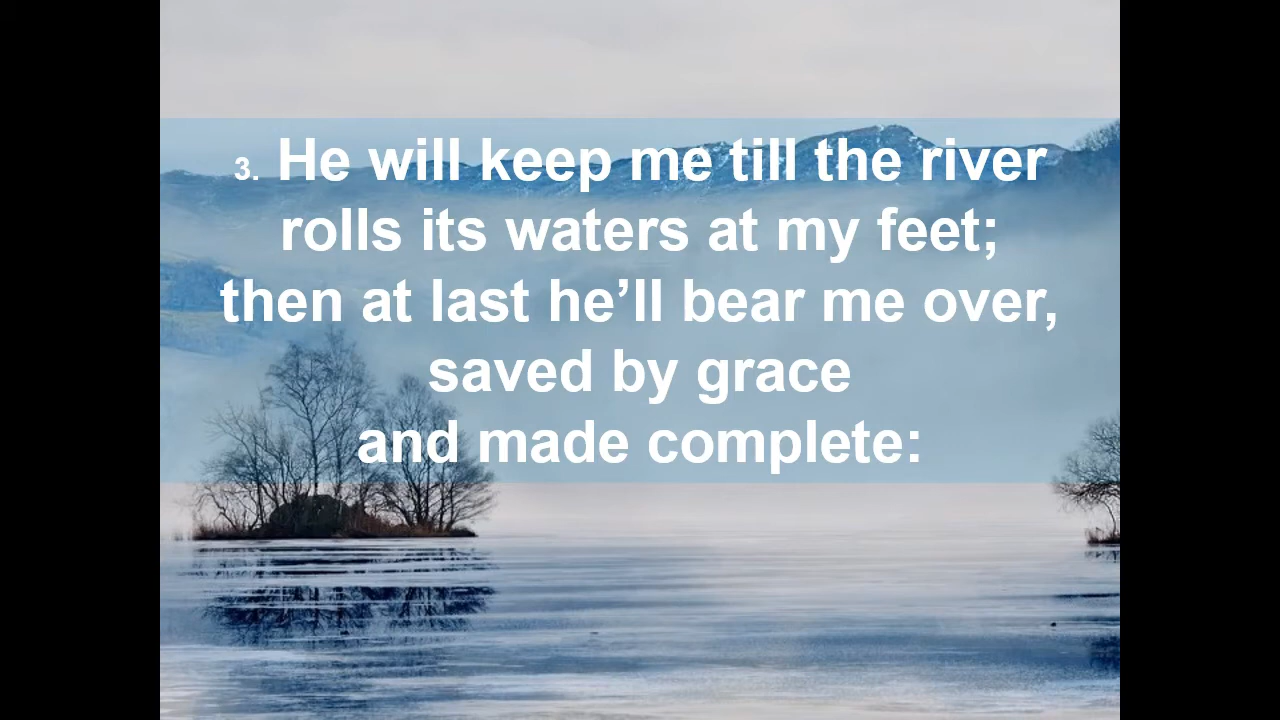 3. He will keep me till the river
rolls its waters at my feet;
then at last he’ll bear me over,
saved by grace
and made complete: